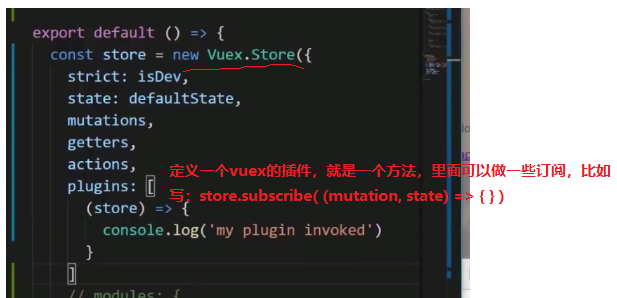 export default () => {
const store = new Vuex.Store({
strict: isDev,
state: defaultState,
mutations,
getters,
actions,
plugins: [
定义一个vuex的插件，就是一个方法，里面可以做一些订阅，比如
写；store.subscribe( (mutation, state) => { } )
(store) => {
console.log('my plugin invoked')
}
]
// modules: {